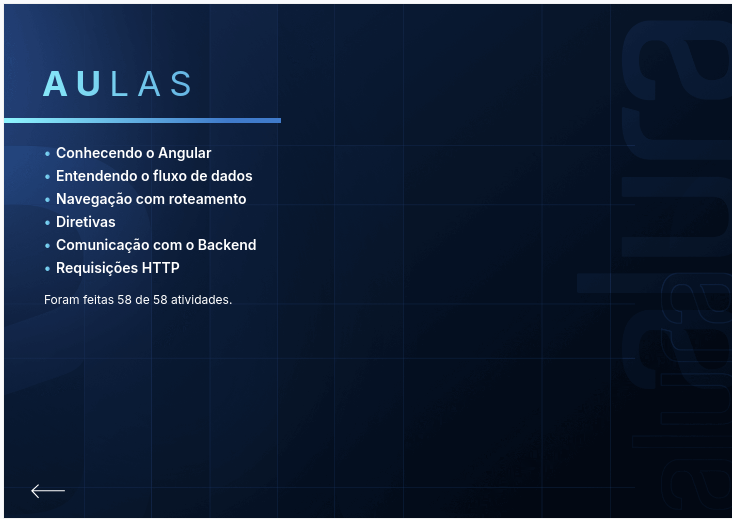 AULAS
• Conhecendo o Angular
• Entendendo o fluxo de dados
• Navegação com roteamento
• Diretivas
• Comunicação com o Backend
• Requisições HTTP
Foram feitas 58 de 58 atividades.
alura
alura